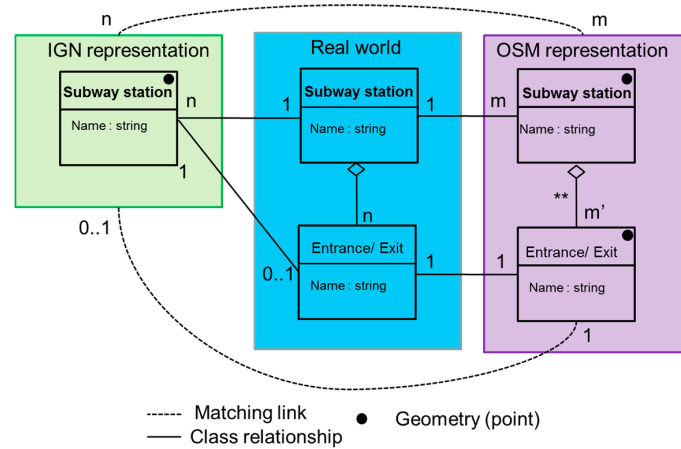 n
m
IGN representation
Real world
OSM representation
Subway station
Name : string
n
1
Subway station
Name : string
1
m
Subway station
Name : string
1
0..1
n
**
m’
Entrance/ Exit
Name : string
0..1
1
1
Entrance/ Exit
Name : string
1
Matching link
Geometry (point)
Class relationship